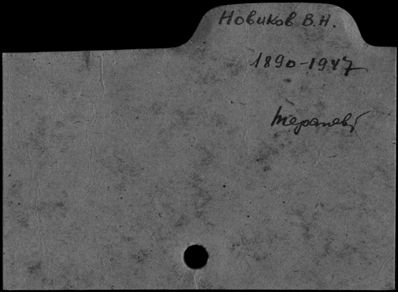 Новиков В.Н.
1890-1947
терапевт